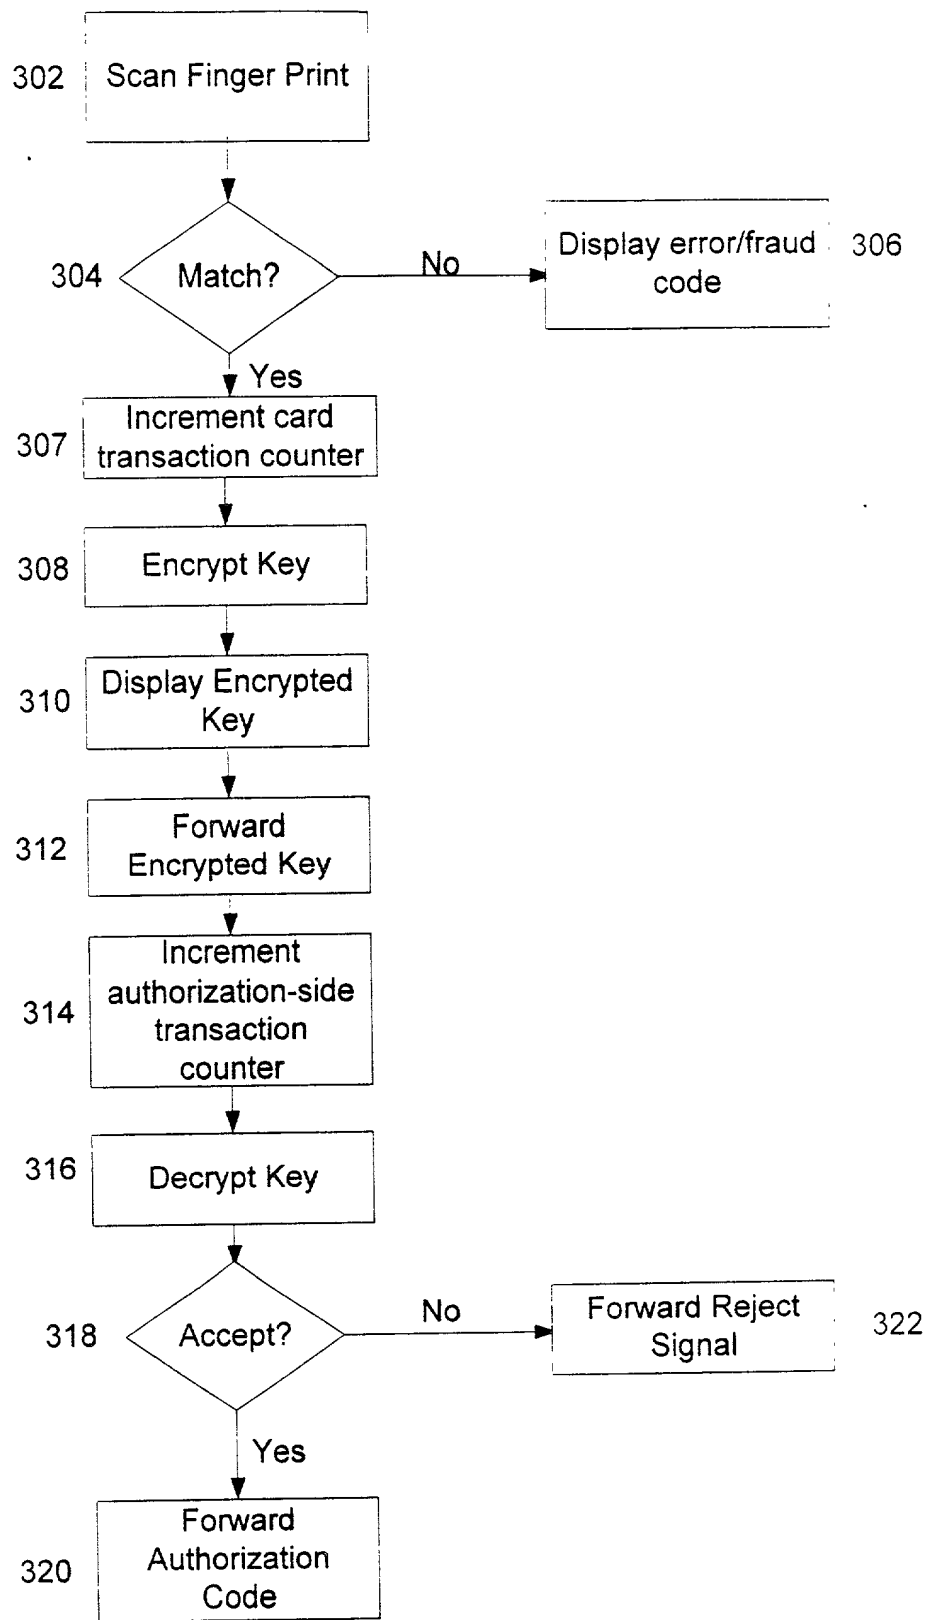 302
Scan Finger Print
304
Match?
No
Display error/fraud
code
306
Yes
307
Increment card
transaction counter
308
Encrypt Key
310
Display Encrypted
Key
312
Forward
Encrypted Key
314
Increment
authorization-side
transaction
counter
316
Decrypt Key
318
Accept?
No
Forward Reject
Signal
322
Yes
320
Forward
Authorization
Code